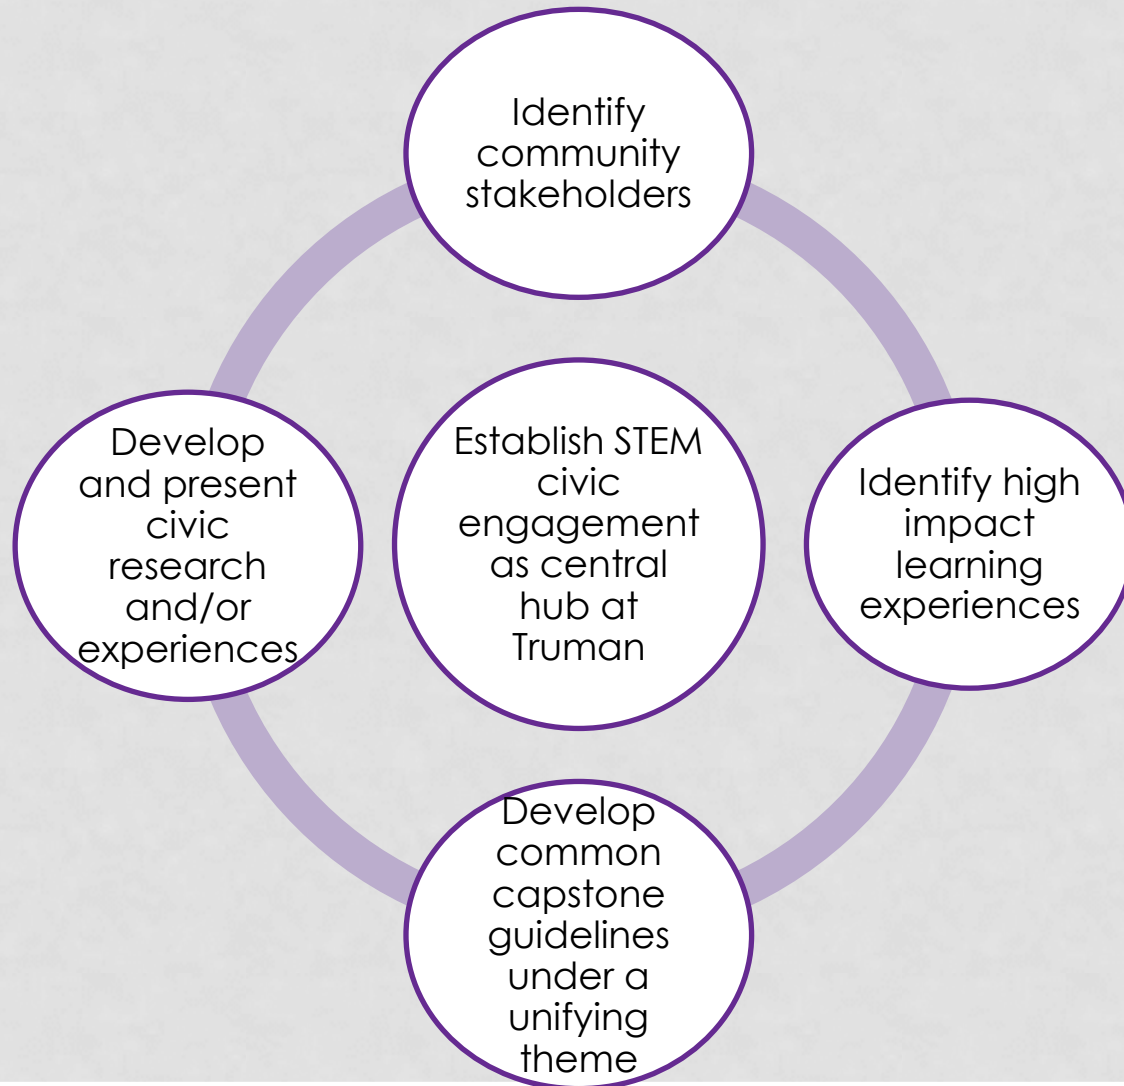 Identify
community
stakeholders
Develop
and present
civic
research
and/or
experiences
Establish STEM
civic
engagement
as central
hub at
Truman
Identify high
impact
learning
experiences
Develop
common
capstone
guidelines
under a
unifying
theme